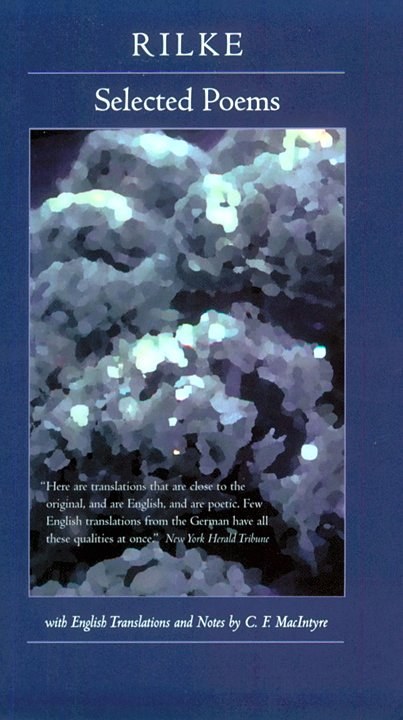 RILKE
Selected Poems
"Here are translations that are close to the
original, and are English, and are poetic. Few
English translations from the German have all
these qualities at once." New York Herald Tribune
with English Translations and Notes by C. F. MacIntyre